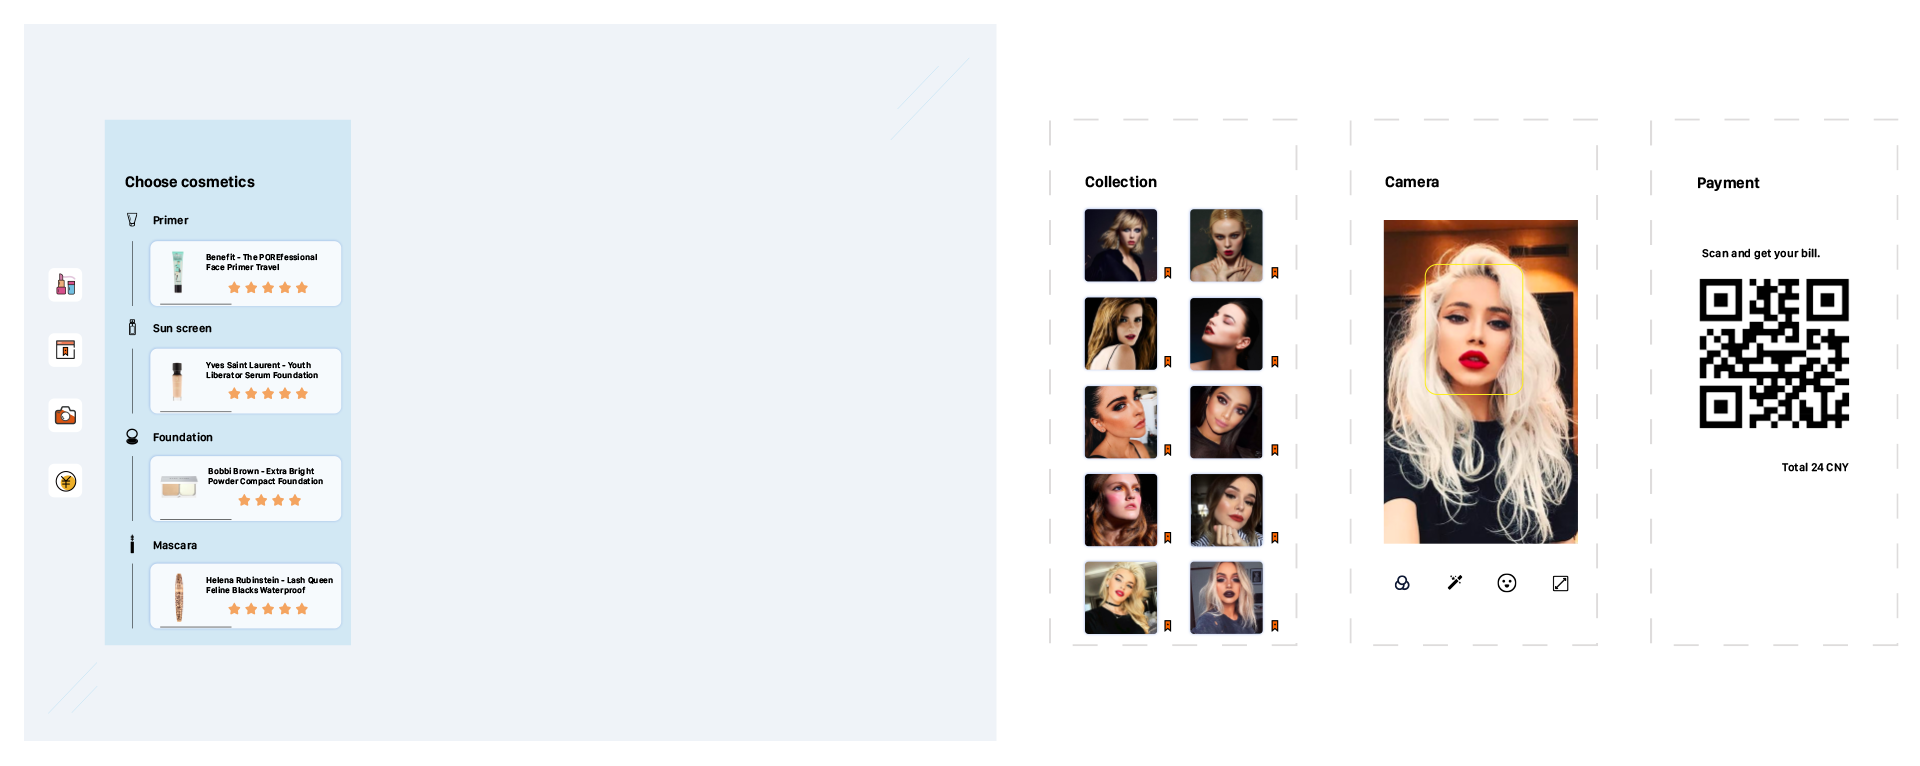 Choose cosmetics
Primer
Benefit - The POREfessional
Face Primer Travel
Sun screen
Yves Saint Laurent - Youth
Liberator Serum Foundation
Foundation
Bobbi Brown - Extra Bright
Powder Compact Foundation
Mascara
Helena Rubinstein - Lash Queen
Feline Blacks Waterproof
Collection
Camera
Payment
Scan and get your bill.
Total 24 CNY